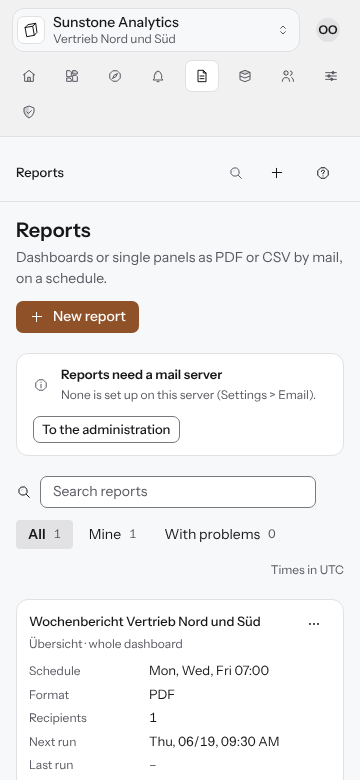 Sunstone Analytics
Vertrieb Nord und Süd
OO
Reports
Reports
Dashboards or single panels as PDF or CSV by mail,
on a schedule.
New report
Reports need a mail server
None is set up on this server (Settings > Email).
To the administration
Search reports
All 1 Mine 1 With problems 0
Times in UTC
Wochenbericht Vertrieb Nord und Süd
Übersicht · whole dashboard
Schedule Mon, Wed, Fri 07:00
Format PDF
Recipients 1
Next run Thu, 06/19, 09:30 AM
Last run –